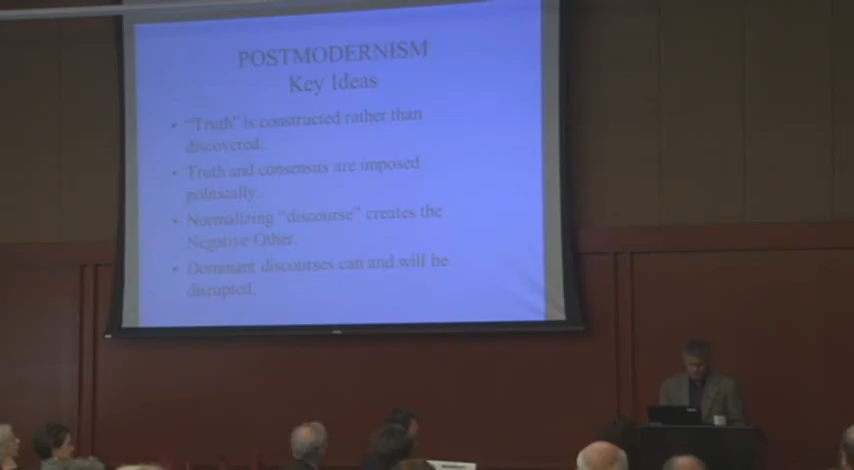 POSTMODERNISM
Key Ideas
• "Truth" is constructed rather than
discovered.
• Truth and consensus are imposed
politically.
• Normalizing "discourse" creates the
Negative Other.
• Dominant discourses can and will be
disrupted.